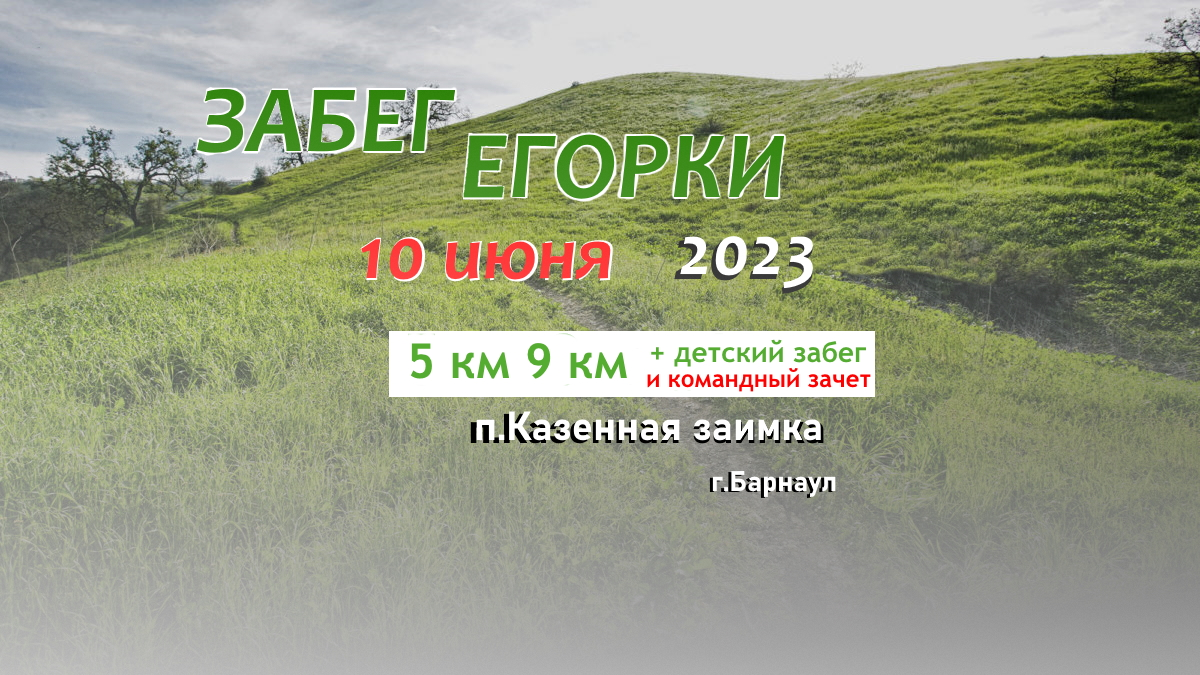 ЗАБЕГ
ЕГОРКИ
10 июня 2023
5 км 9 км + детский забег
и командный зачет
п.Казенная заимка
г.Барнаул